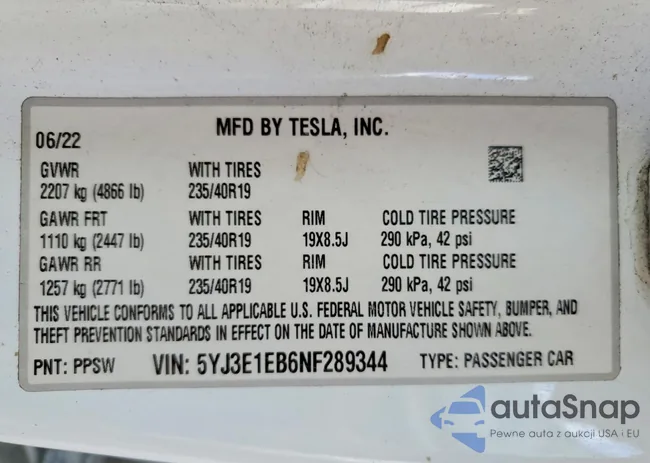 06/22 MFD BY TESLA, INC.
GVWR WITH TIRES
2207 kg (4866 lb) 235/40R19
GAWR FRT WITH TIRES RIM COLD TIRE PRESSURE
1110 kg (2447 lb) 235/40R19 19X8.5J 290 kPa, 42 psi
GAWR RR WITH TIRES RIM COLD TIRE PRESSURE
1257 kg (2771 lb) 235/40R19 19X8.5J 290 kPa, 42 psi
THIS VEHICLE CONFORMS TO ALL APPLICABLE U.S. FEDERAL MOTOR VEHICLE SAFETY, BUMPER, AND
THEFT PREVENTION STANDARDS IN EFFECT ON THE DATE OF MANUFACTURE SHOWN ABOVE.
PNT: PPSW VIN: 5YJ3E1EB6NF289344 TYPE: PASSENGER CAR
autaSnap
Pewne auta z aukcji USA i EU